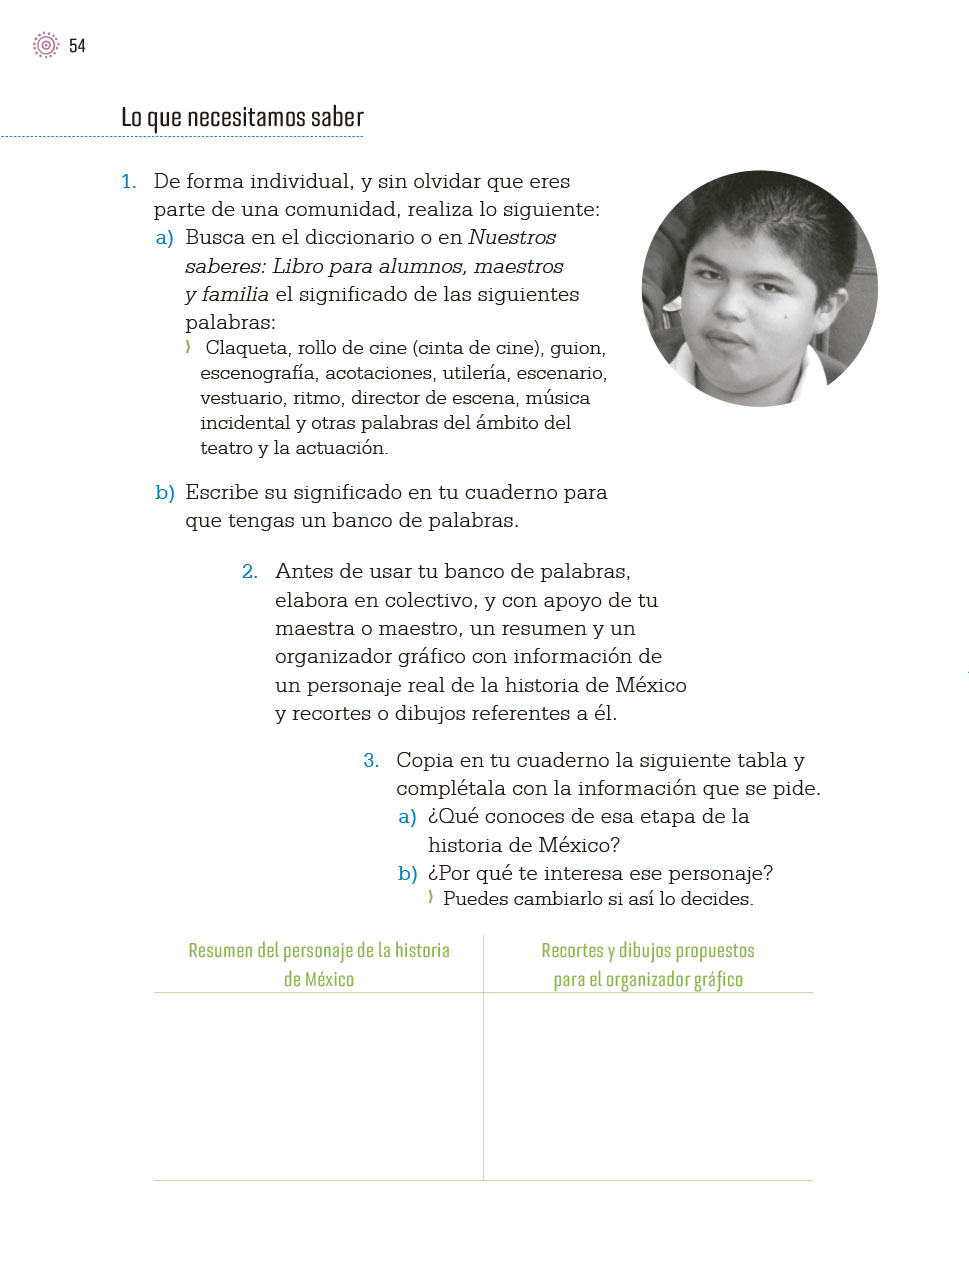 54
Lo que necesitamos saber
1. De forma individual, y sin olvidar que eres
parte de una comunidad, realiza lo siguiente:
a) Busca en el diccionario o en Nuestros
saberes: Libro para alumnos, maestros
y familia el significado de las siguientes
palabras:
⟩ Claqueta, rollo de cine (cinta de cine), guion,
escenografía, acotaciones, utilería, escenario,
vestuario, ritmo, director de escena, música
incidental y otras palabras del ámbito del
teatro y la actuación.
b) Escribe su significado en tu cuaderno para
que tengas un banco de palabras.
2. Antes de usar tu banco de palabras,
elabora en colectivo, y con apoyo de tu
maestra o maestro, un resumen y un
organizador gráfico con información de
un personaje real de la historia de México
y recortes o dibujos referentes a él.
3. Copia en tu cuaderno la siguiente tabla y
complétala con la información que se pide.
a) ¿Qué conoces de esa etapa de la
historia de México?
b) ¿Por qué te interesa ese personaje?
⟩ Puedes cambiarlo si así lo decides.
Resumen del personaje de la historia
de México
Recortes y dibujos propuestos
para el organizador gráfico